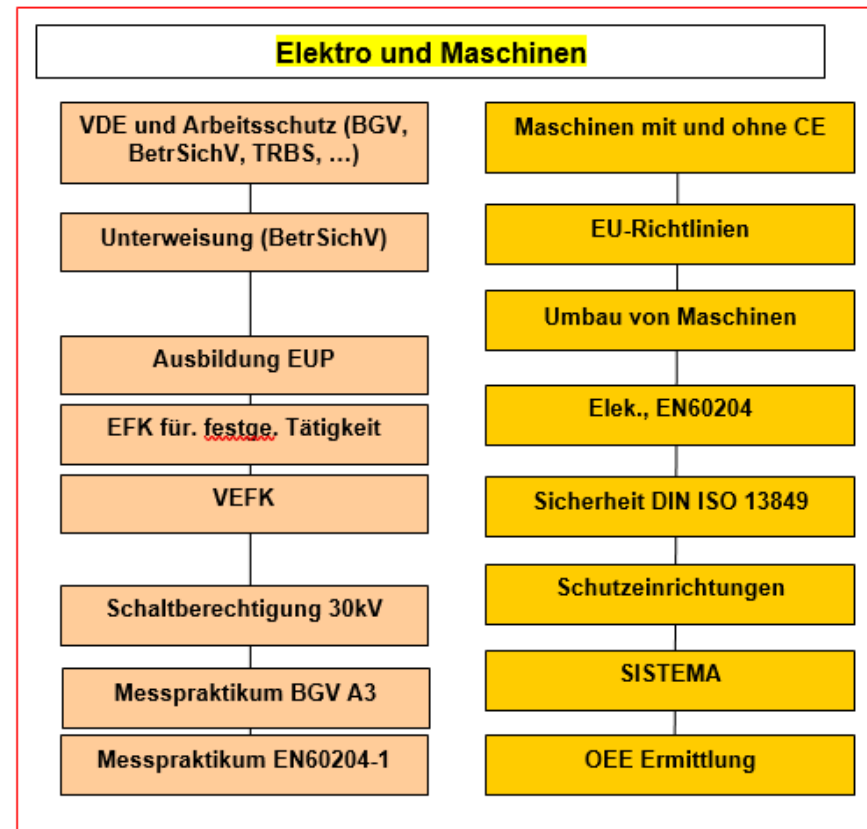 Elektro und Maschinen
VDE und Arbeitsschutz (BGV,
BetrSichV, TRBS, ...)
Unterweisung (BetrSichV)
Ausbildung EUP
EFK für. festge. Tätigkeit
VEFK
Schaltberechtigung 30kV
Messpraktikum BGV A3
Messpraktikum EN60204-1
Maschinen mit und ohne CE
EU-Richtlinien
Umbau von Maschinen
Elek., EN60204
Sicherheit DIN ISO 13849
Schutzeinrichtungen
SISTEMA
OEE Ermittlung